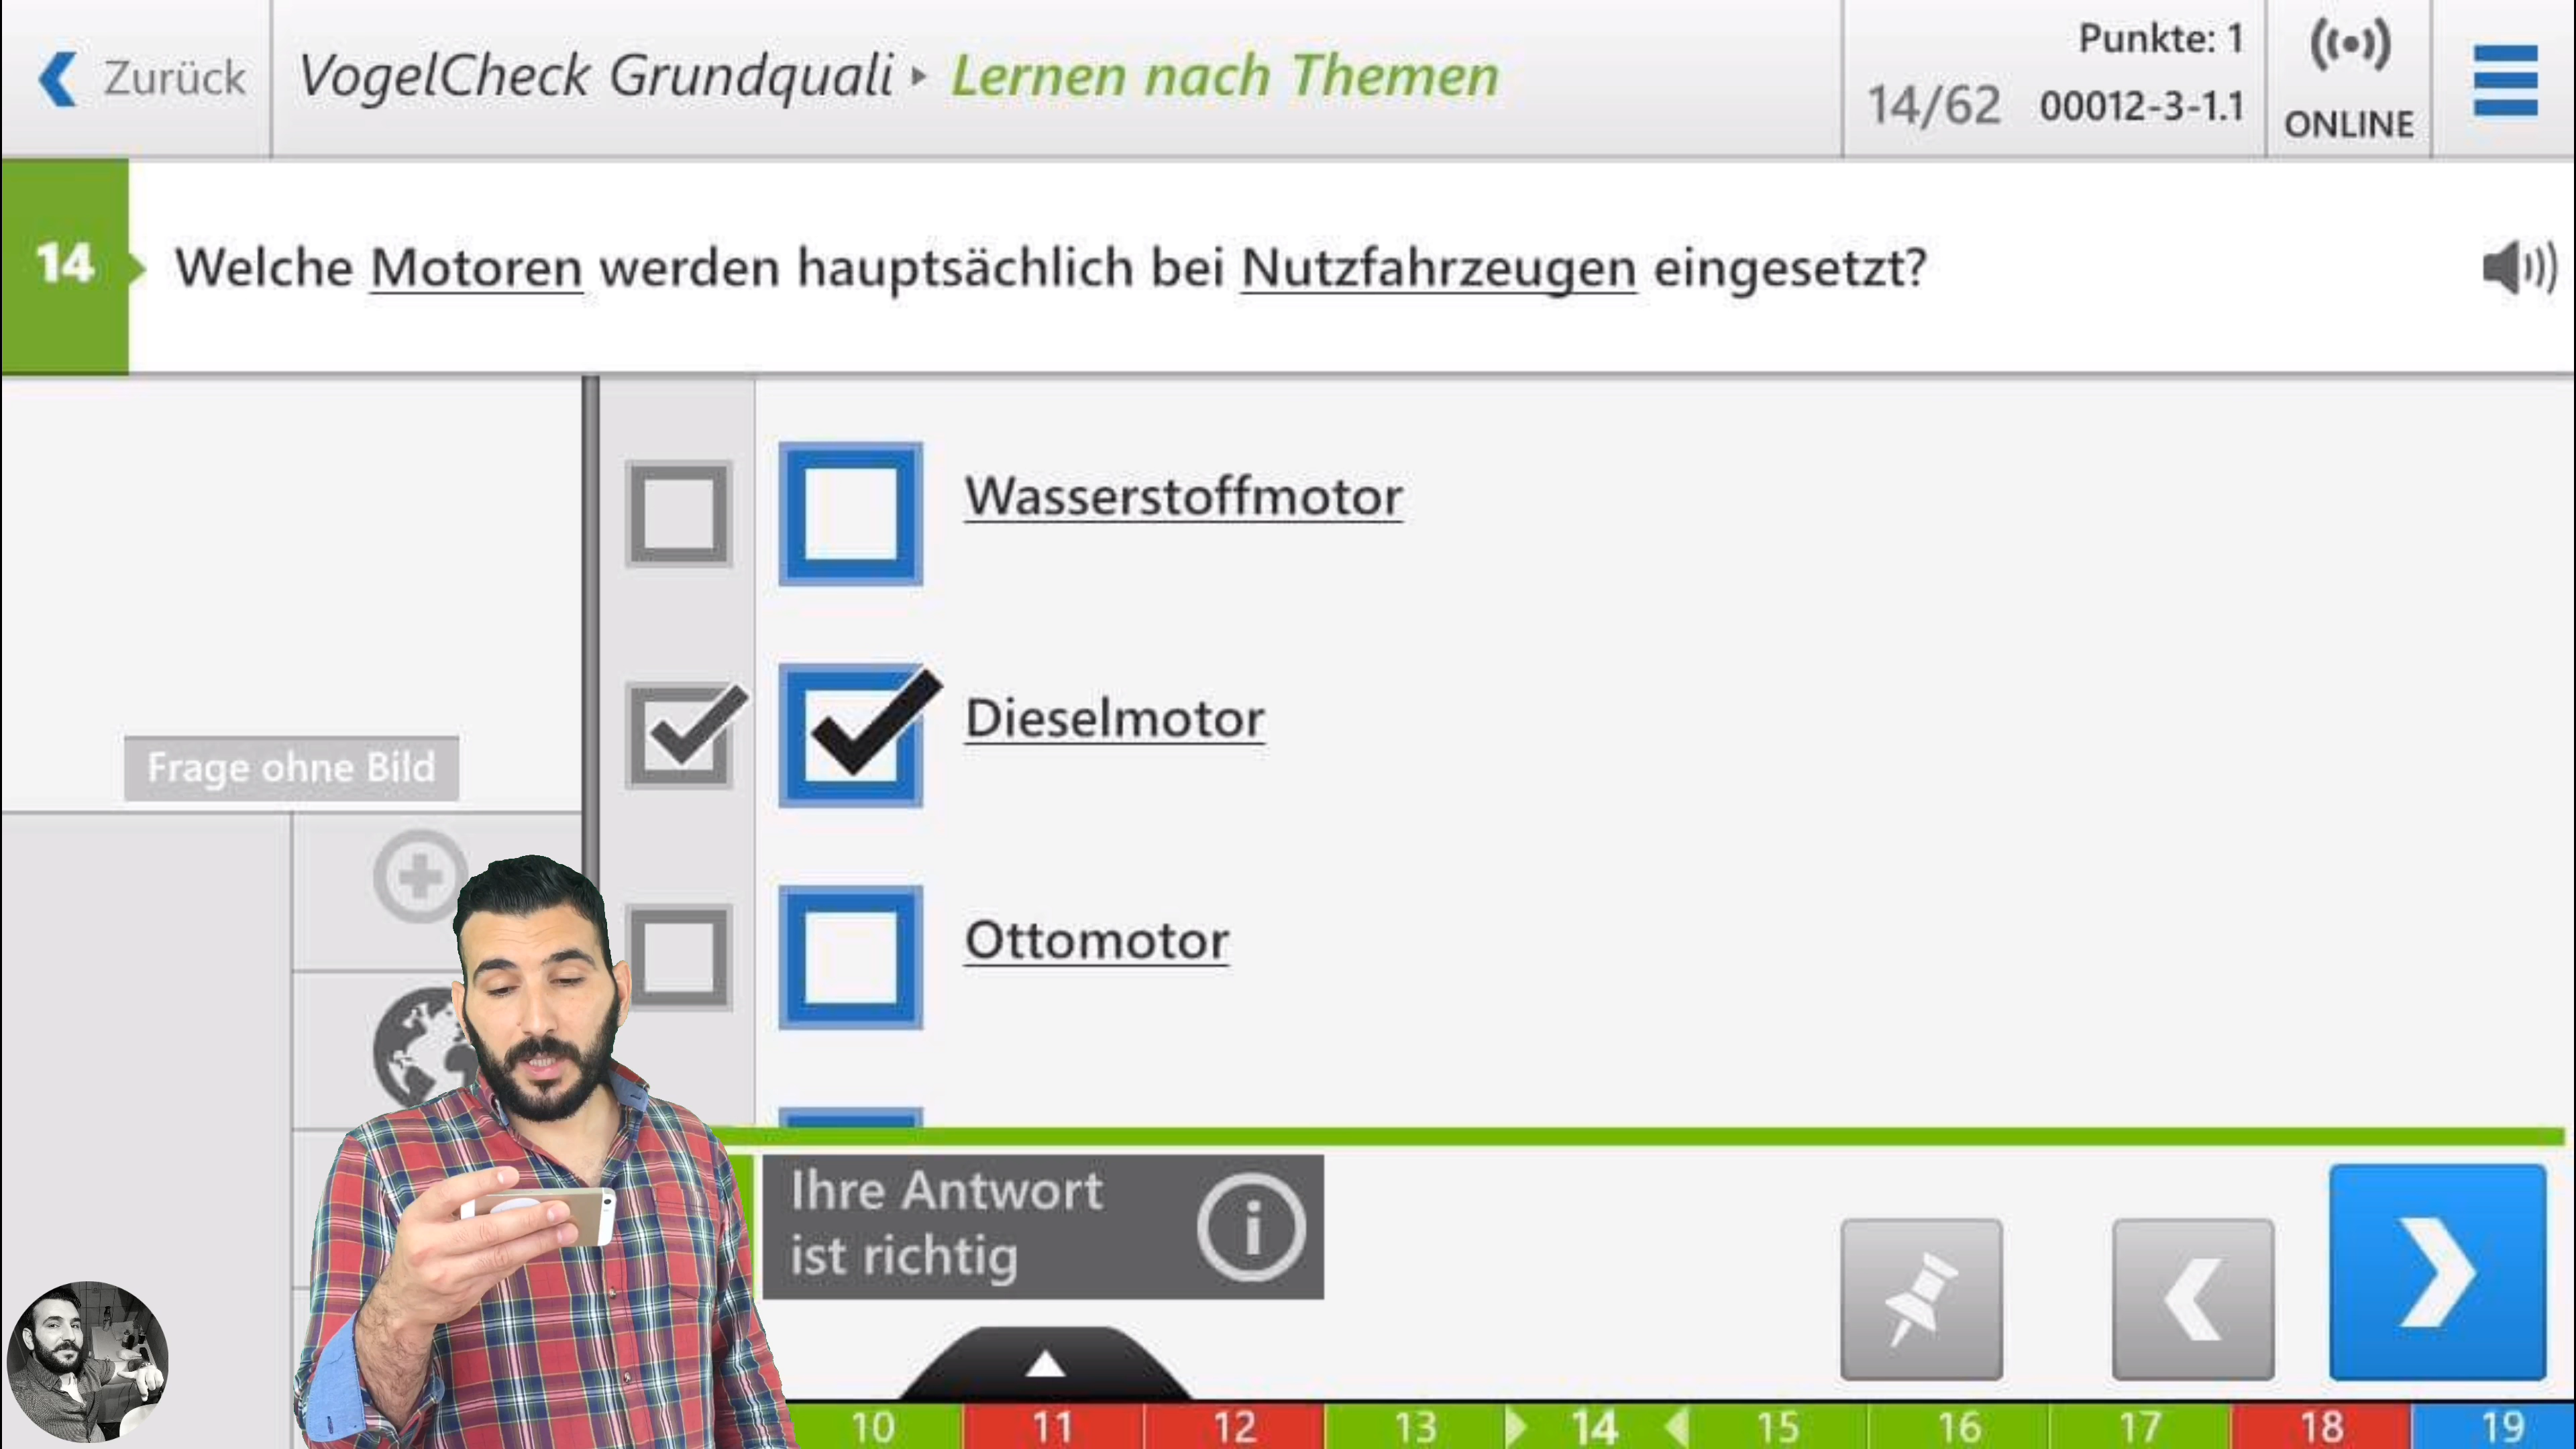 Zurück
VogelCheck Grundquali ▸ Lernen nach Themen
Punkte: 1
14/62
00012-3-1.1
ONLINE
14
Welche Motoren werden hauptsächlich bei Nutzfahrzeugen eingesetzt?
Wasserstoffmotor
Dieselmotor
Frage ohne Bild
Ottomotor
Ihre Antwort
ist richtig
10 11 12 13 14 15 16 17 18 19